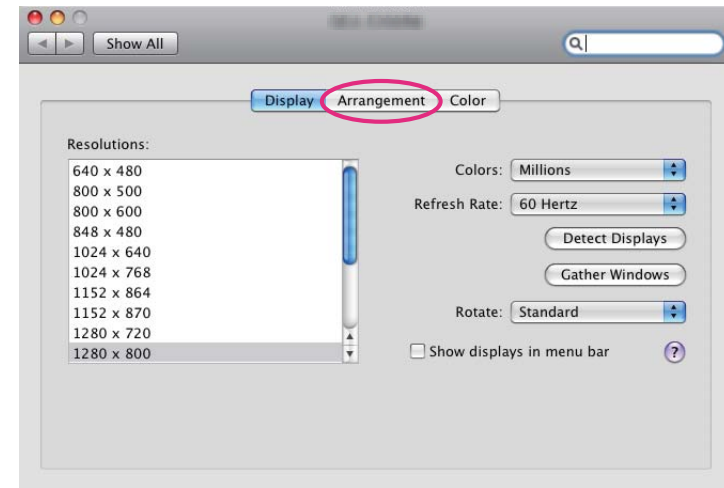 Show All
Display Arrangement Color
Resolutions:
640 x 480
800 x 500
800 x 600
848 x 480
1024 x 640
1024 x 768
1152 x 864
1152 x 870
1280 x 720
1280 x 800
Colors: Millions
Refresh Rate: 60 Hertz
Detect Displays
Gather Windows
Rotate: Standard
Show displays in menu bar
?